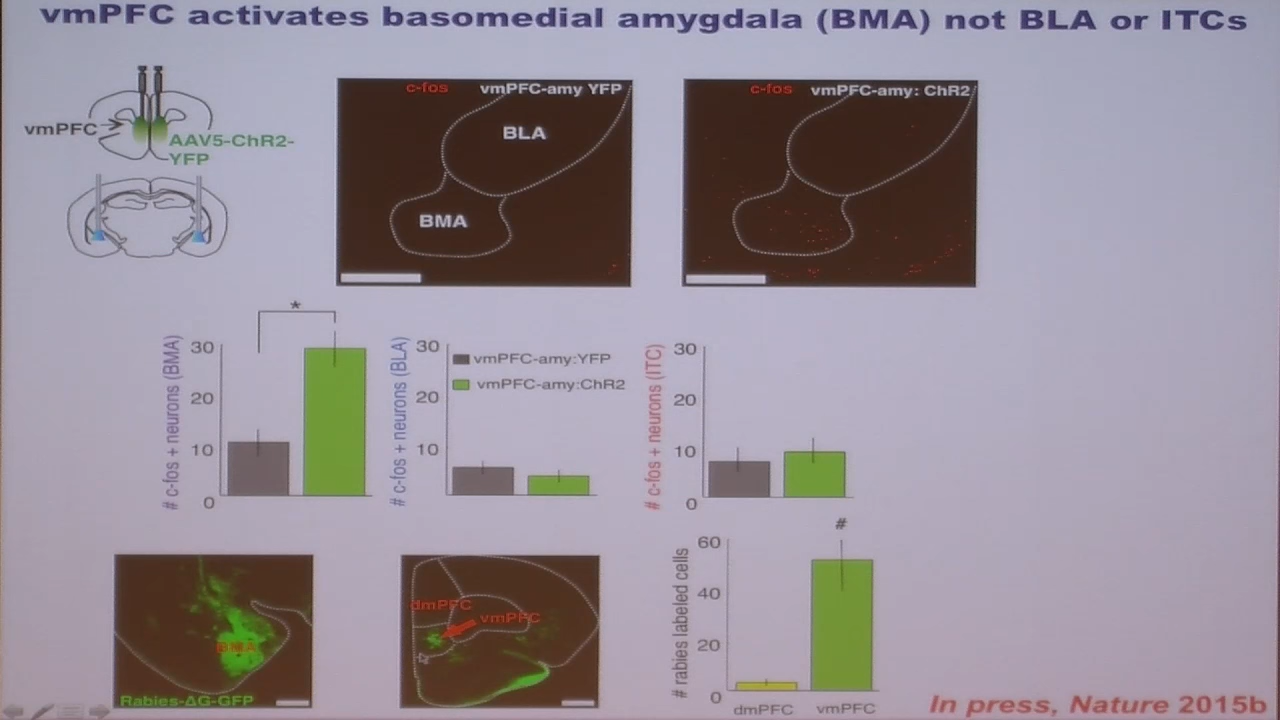 vmPFC activates basomedial amygdala (BMA) not BLA or ITCs
vmPFC
AAV5-ChR2-
YFP
c-fos
vmPFC-amy YFP
BLA
BMA
c-fos
vmPFC-amy: ChR2
*
# c-fos + neurons (BMA)
30
20
10
0
# c-fos + neurons (BLA)
30
20
10
vmPFC-amy:YFP
vmPFC-amy:ChR2
# c-fos + neurons (ITC)
30
20
10
0
BMA
Rabies-ΔG-GFP
dmPFC
vmPFC
# rabies labeled cells
60
40
20
0
#
dmPFC
vmPFC
In press, Nature 2015b